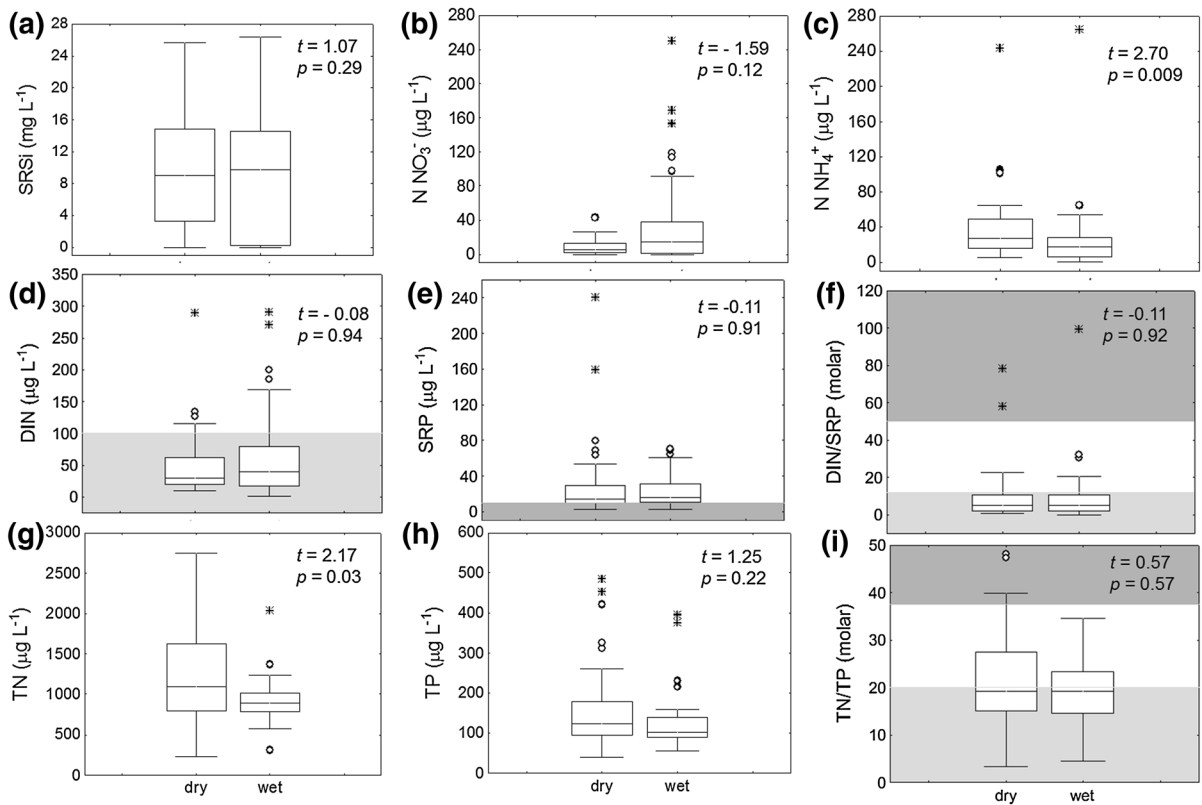 (a)
SRSi (mg L⁻¹)
28
24
20
16
12
8
4
0
t = 1.07
p = 0.29
(b)
N NO₃⁻ (µg L⁻¹)
280
240
200
160
120
80
40
0
t = - 1.59
p = 0.12
(c)
N NH₄⁺ (µg L⁻¹)
280
240
200
160
120
80
40
0
t = 2.70
p = 0.009
(d)
DIN (µg L⁻¹)
350
300
250
200
150
100
50
0
t = - 0.08
p = 0.94
(e)
SRP (µg L⁻¹)
240
200
160
120
80
40
0
t = -0.11
p = 0.91
(f)
DIN/SRP (molar)
120
100
80
60
40
20
0
t = -0.11
p = 0.92
(g)
TN (µg L⁻¹)
3000
2500
2000
1500
1000
500
0
t = 2.17
p = 0.03
dry wet
(h)
TP (µg L⁻¹)
600
500
400
300
200
100
0
t = 1.25
p = 0.22
dry wet
(i)
TN/TP (molar)
50
40
30
20
10
0
t = 0.57
p = 0.57
dry wet